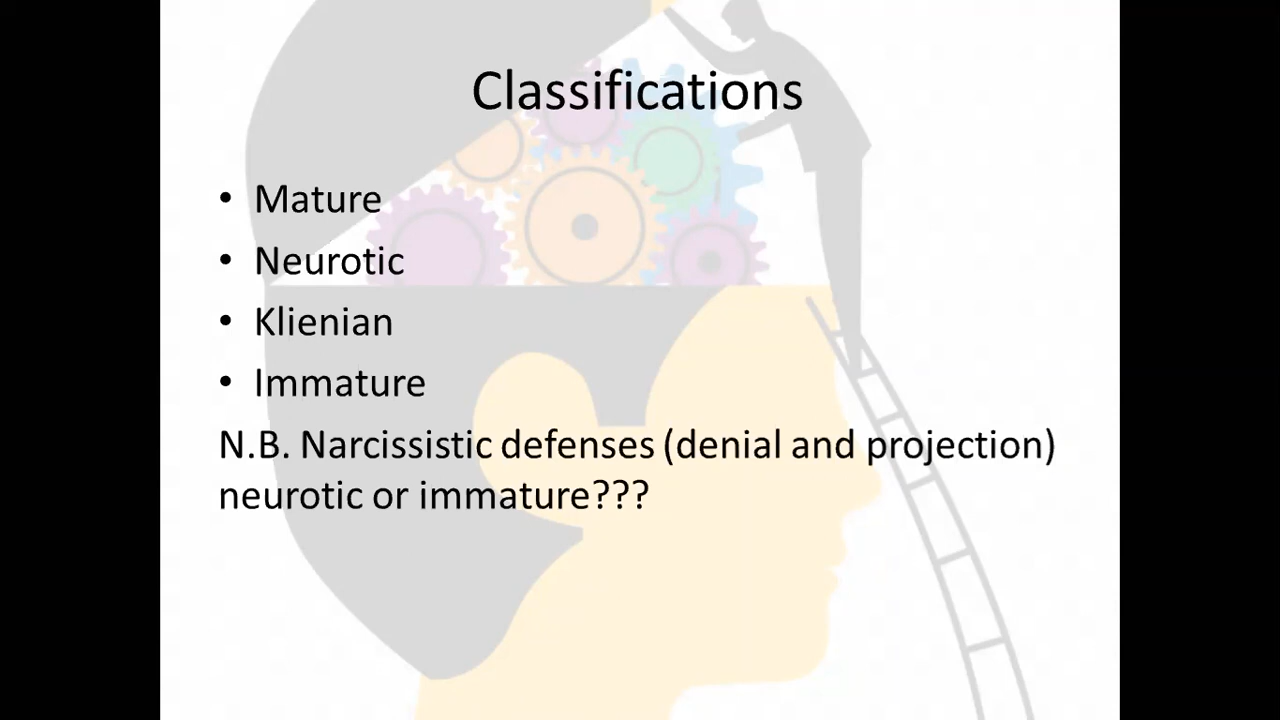 Classifications
• Mature
• Neurotic
• Klienian
• Immature
N.B. Narcissistic defenses (denial and projection)
neurotic or immature???